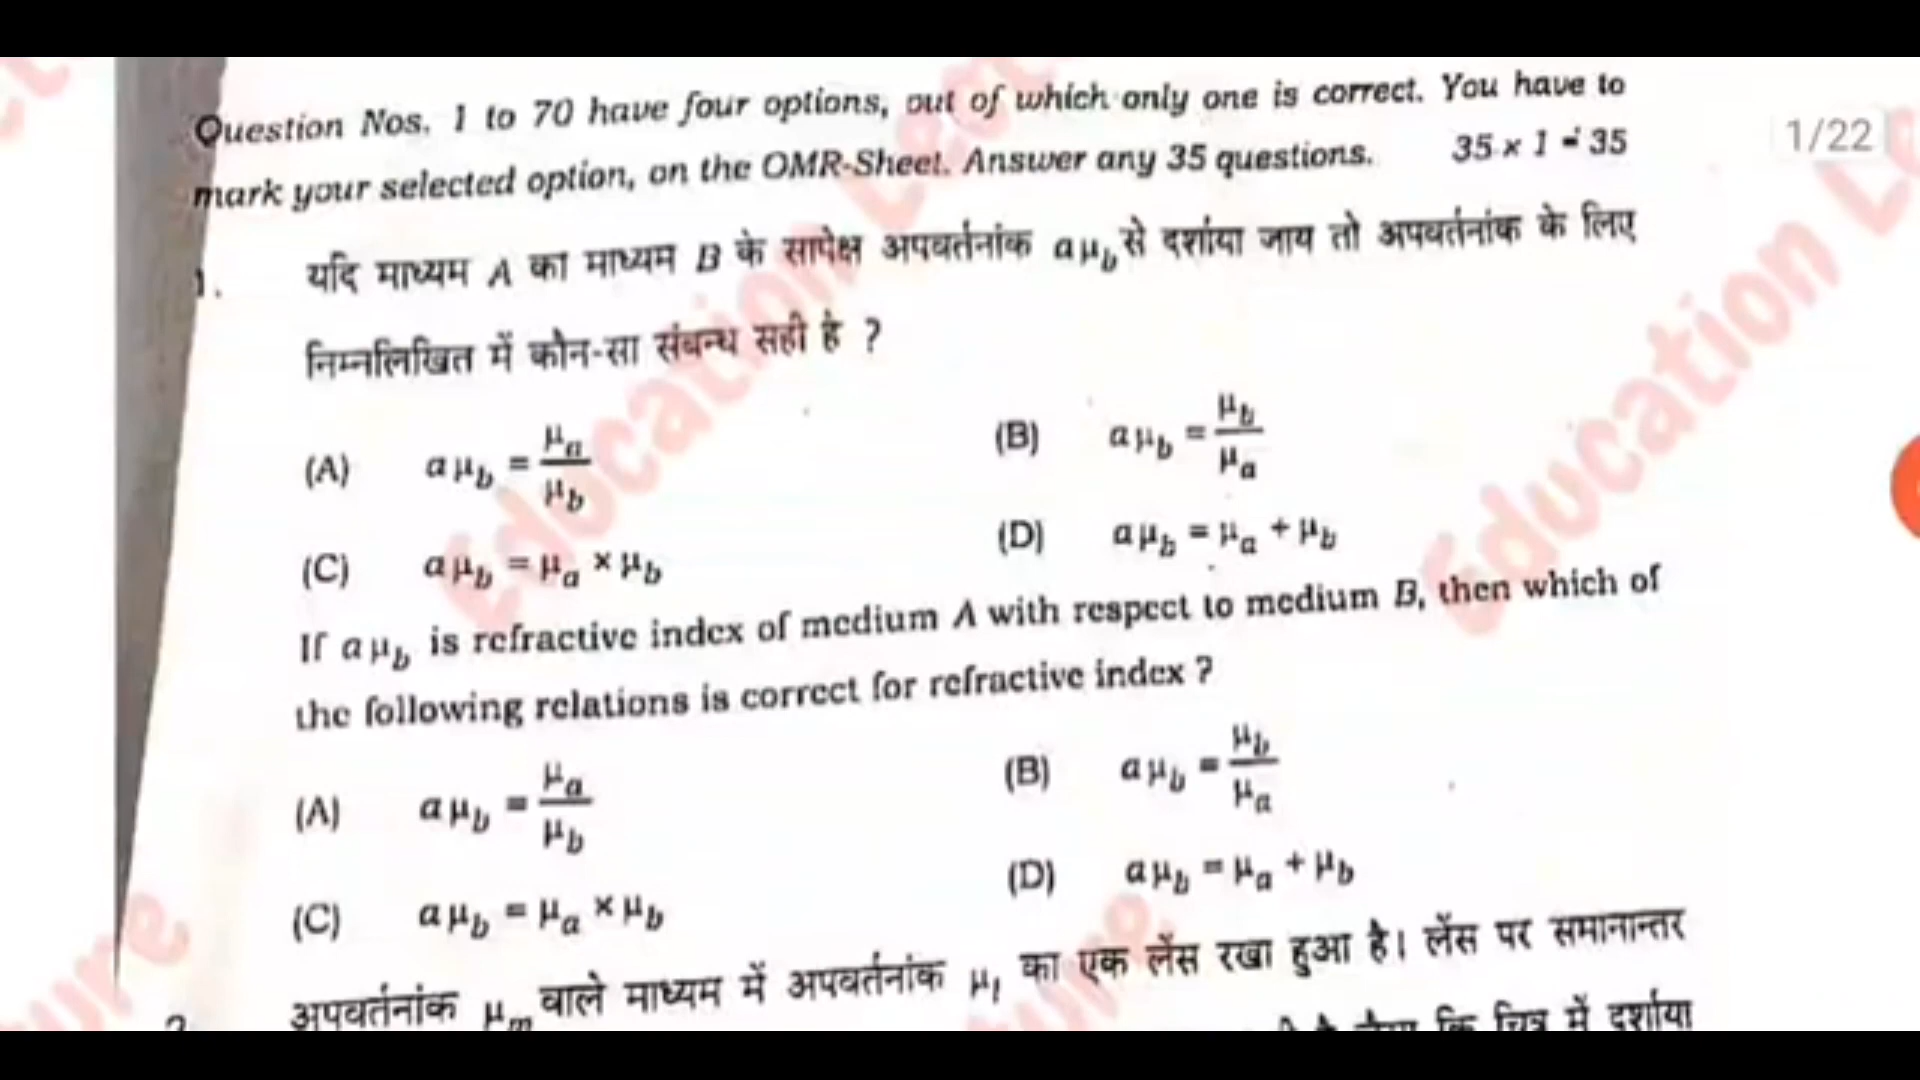 Question Nos. 1 to 70 have four options, out of which only one is correct. You have to
mark your selected option, on the OMR-Sheet. Answer any 35 questions. 35 × 1 = 35
1/22
1. यदि माध्यम A का माध्यम B के सापेक्ष अपवर्तनांक aμb से दर्शाया जाय तो अपवर्तनांक के लिए
निम्नलिखित में कौन-सा संबन्ध सही है ?
(A) aμb = μa/μb (B) aμb = μb/μa
(C) aμb = μa × μb (D) aμb = μa + μb
If aμb is refractive index of medium A with respect to medium B, then which of
the following relations is correct for refractive index ?
(A) aμb = μa/μb (B) aμb = μb/μa
(C) aμb = μa × μb (D) aμb = μa + μb
अपवर्तनांक μm वाले माध्यम में अपवर्तनांक μl का एक लेंस रखा हुआ है। लेंस पर समानान्तर
कि चित्र में दर्शाया
Education
Education